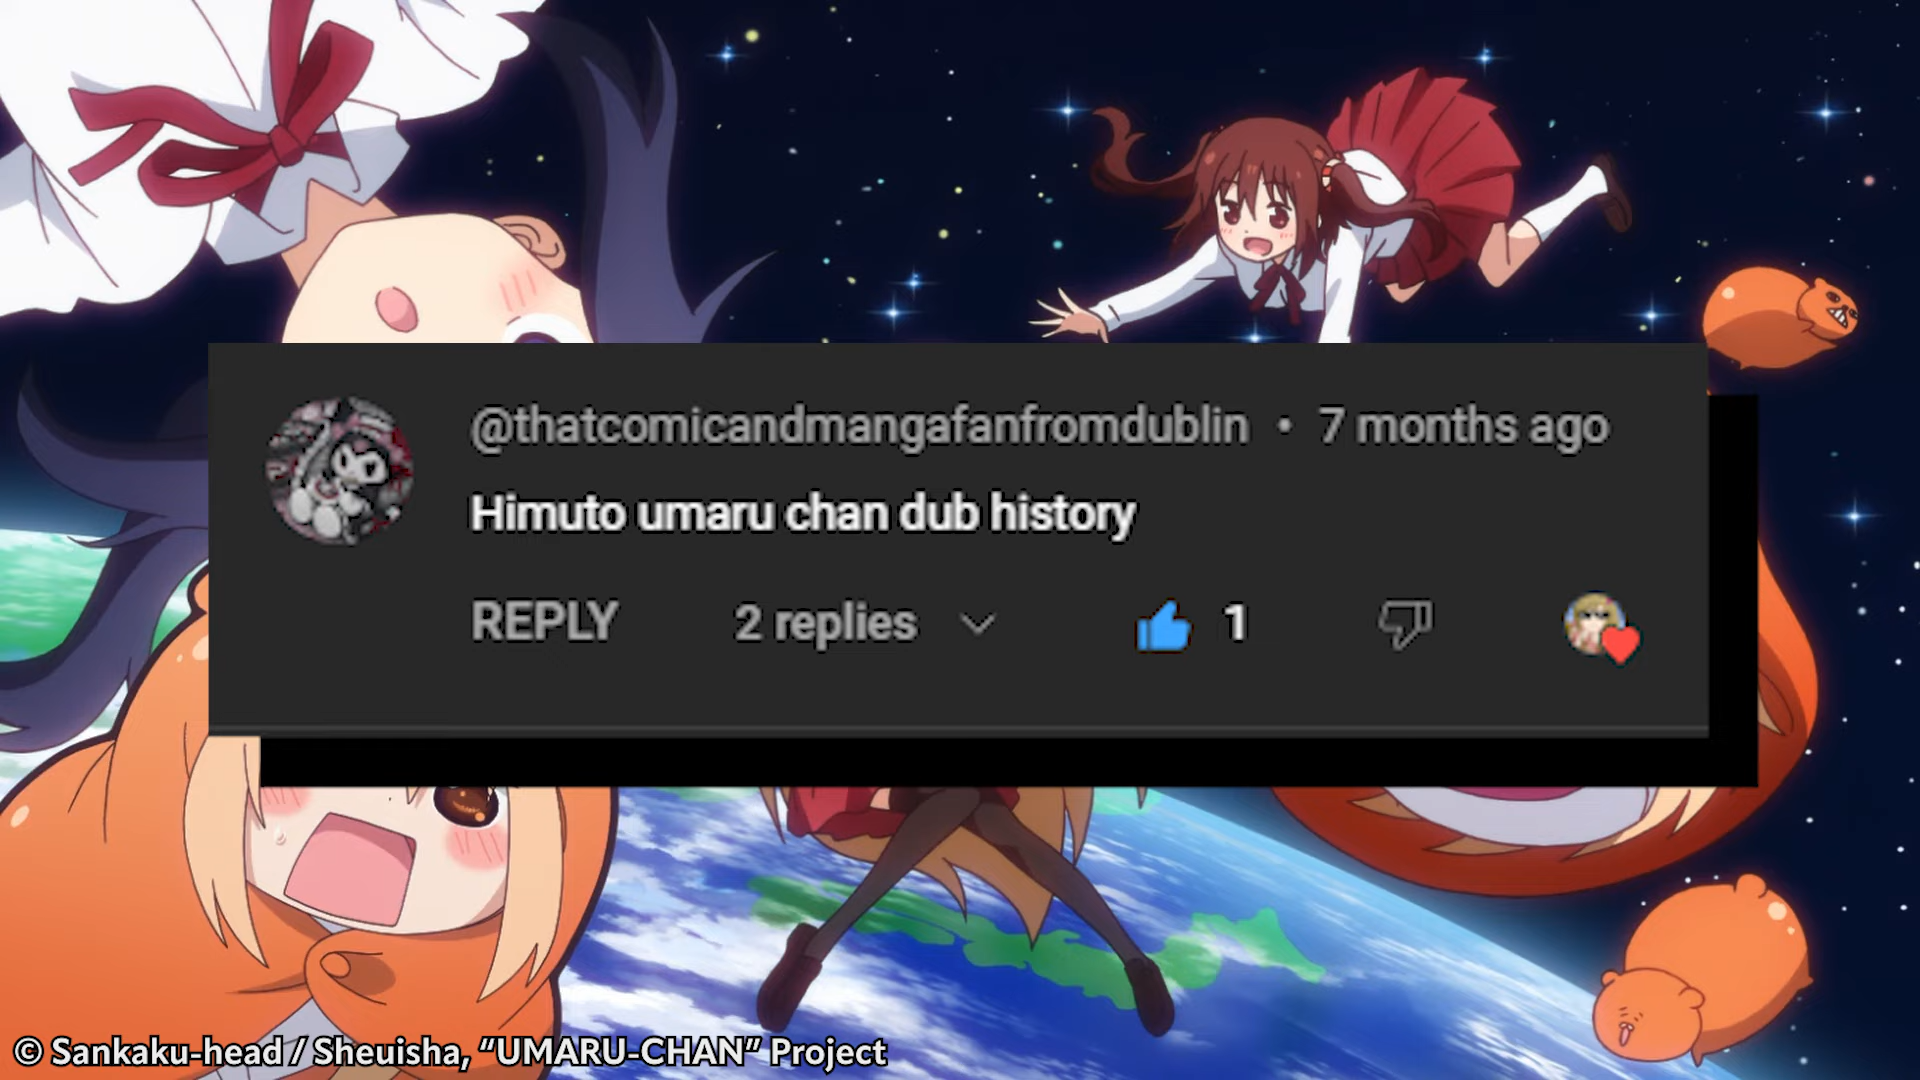 @thatcomicandmangafanfromdublin • 7 months ago
Himuto umaru chan dub history
REPLY 2 replies 1
© Sankaku-head / Sheuisha, “UMARU-CHAN” Project